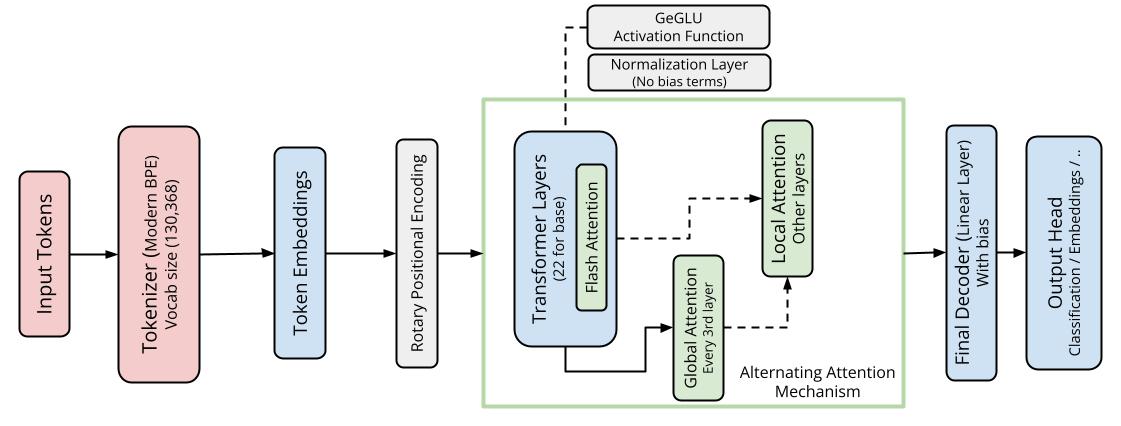 GeGLU
Activation Function
Normalization Layer
(No bias terms)
Input Tokens
Tokenizer (Modern BPE)
Vocab size (130,368)
Token Embeddings
Rotary Positional Encoding
Transformer Layers
(22 for base)
Flash Attention
Global Attention
Every 3rd layer
Local Attention
Other layers
Alternating Attention
Mechanism
Final Decoder (Linear Layer)
With bias
Output Head
Classification / Embeddings / ..